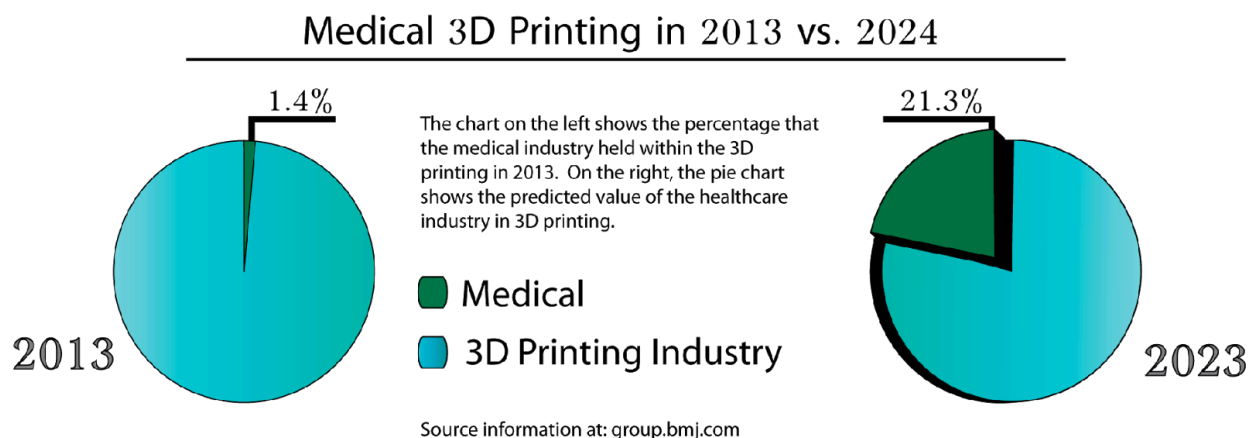 Medical 3D Printing in 2013 vs. 2024
1.4%
The chart on the left shows the percentage that
the medical industry held within the 3D
printing in 2013. On the right, the pie chart
shows the predicted value of the healthcare
industry in 3D printing.
Medical
3D Printing Industry
Source information at: group.bmj.com
2013
21.3%
2023